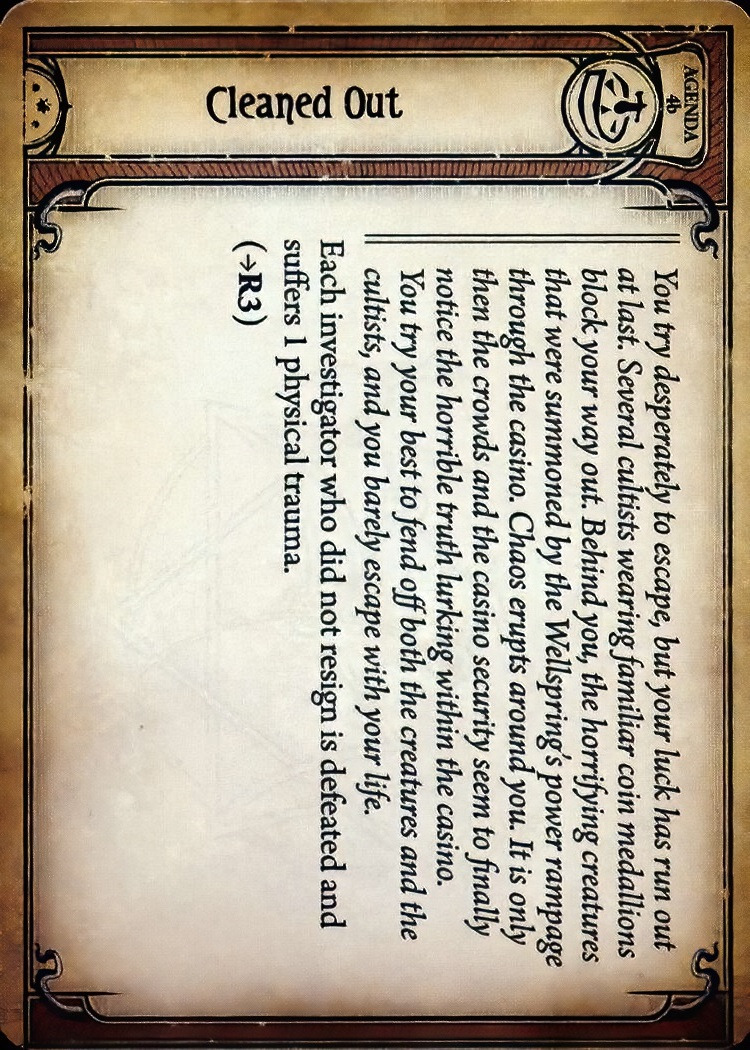 AGENDA
4b
Cleaned Out
You try desperately to escape, but your luck has run out
at last. Several cultists wearing familiar coin medallions
block your way out. Behind you, the horrifying creatures
that were summoned by the Wellspring's power rampage
through the casino. Chaos erupts around you. It is only
then the crowds and the casino security seem to finally
notice the horrible truth lurking within the casino.
You try your best to fend off both the creatures and the
cultists, and you barely escape with your life.
Each investigator who did not resign is defeated and
suffers 1 physical trauma.
(→R3)